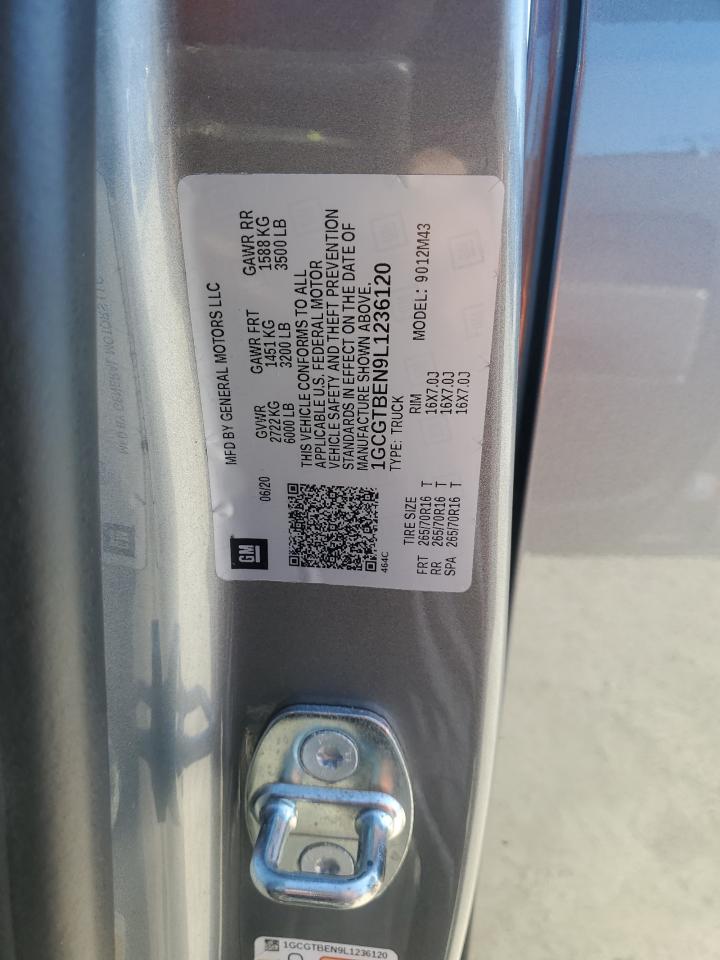 GM
MFD BY GENERAL MOTORS LLC
06/20
GVWR GAWR FRT GAWR RR
2722 KG 1451 KG 1588 KG
6000 LB 3200 LB 3500 LB
THIS VEHICLE CONFORMS TO ALL
APPLICABLE U.S. FEDERAL MOTOR
VEHICLE SAFETY AND THEFT PREVENTION
STANDARDS IN EFFECT ON THE DATE OF
MANUFACTURE SHOWN ABOVE.
1GCGTBEN9L1236120
464C
TYPE: TRUCK
MODEL: 9012M43
TIRE SIZE RIM
FRT 265/70R16 T 16X7.0J
RR 265/70R16 T 16X7.0J
SPA 265/70R16 T 16X7.0J
1GCGTBEN9L1236120